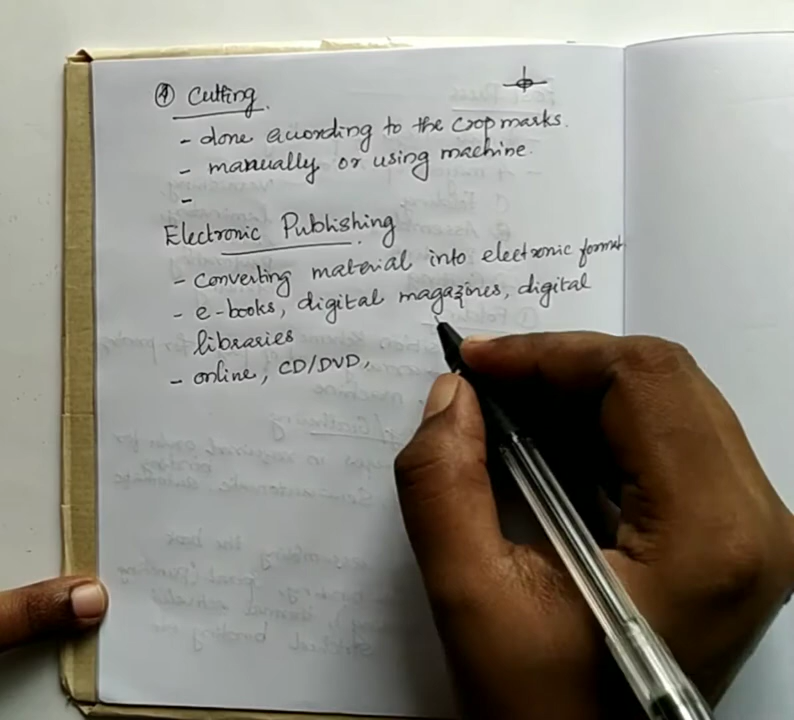 ④ Cutting.
- done according to the crop marks.
- manually or using machine.
-
Electronic Publishing
- converting material into electronic format
- e-books, digital magazines, digital
libraries
- online, CD/DVD,